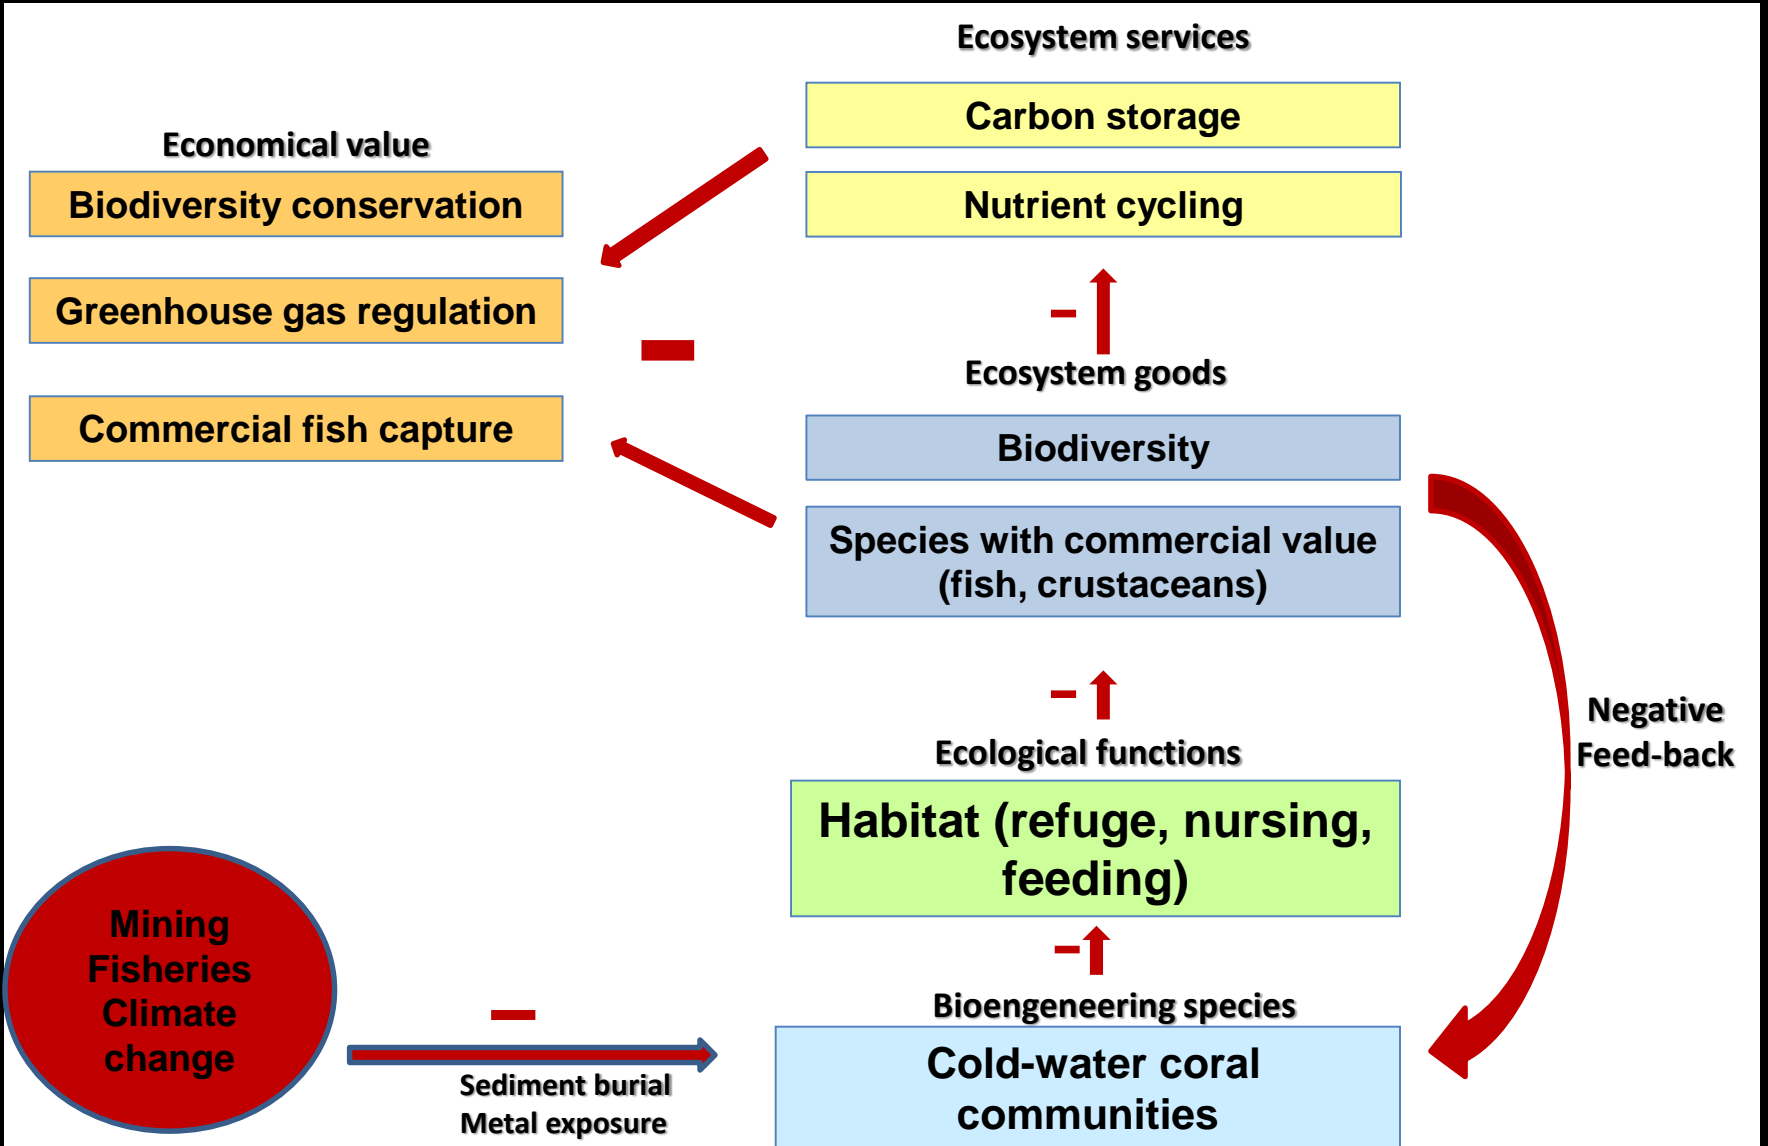 Ecosystem services
Carbon storage
Nutrient cycling
Economical value
Biodiversity conservation
Greenhouse gas regulation
Commercial fish capture
–
–
Ecosystem goods
Biodiversity
Species with commercial value
(fish, crustaceans)
–
Negative
Feed-back
Ecological functions
Habitat (refuge, nursing,
feeding)
–
Bioengeneering species
Cold-water coral
communities
Mining
Fisheries
Climate
change
–
Sediment burial
Metal exposure